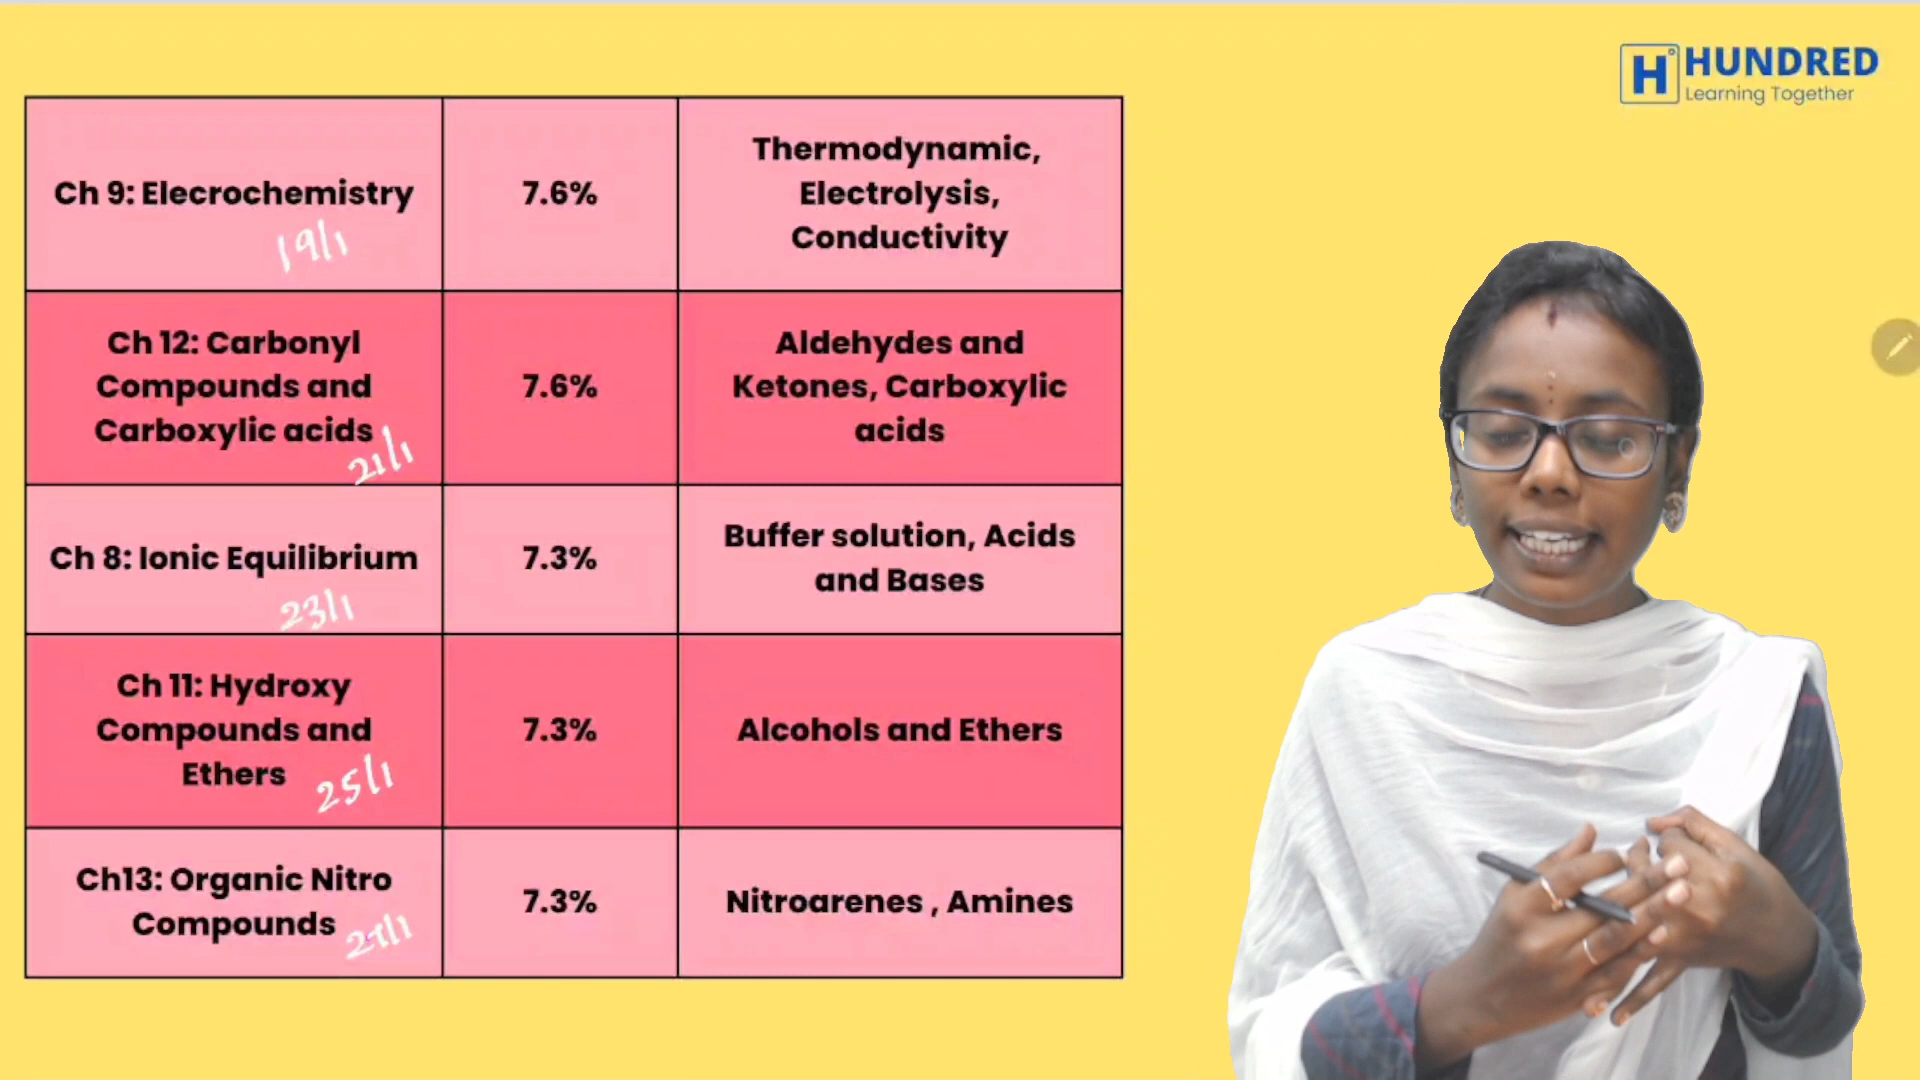 H° HUNDRED
Learning Together
Ch 9: Elecrochemistry
19/1
7.6%
Thermodynamic,
Electrolysis,
Conductivity
Ch 12: Carbonyl
Compounds and
Carboxylic acids
21/1
7.6%
Aldehydes and
Ketones, Carboxylic
acids
Ch 8: Ionic Equilibrium
23/1
7.3%
Buffer solution, Acids
and Bases
Ch 11: Hydroxy
Compounds and
Ethers
25/1
7.3%
Alcohols and Ethers
Ch13: Organic Nitro
Compounds
7.3%
Nitroarenes , Amines